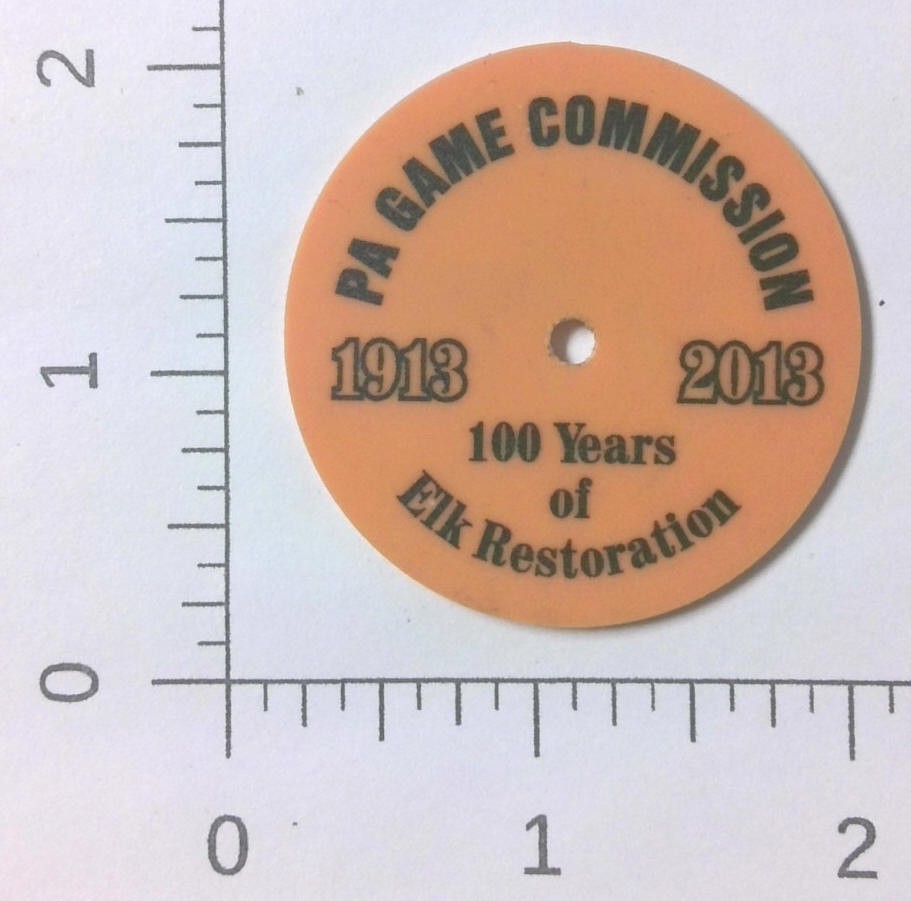 PA GAME COMMISSION
1913 2013
100 Years
of
Elk Restoration
2
1
0
0 1 2